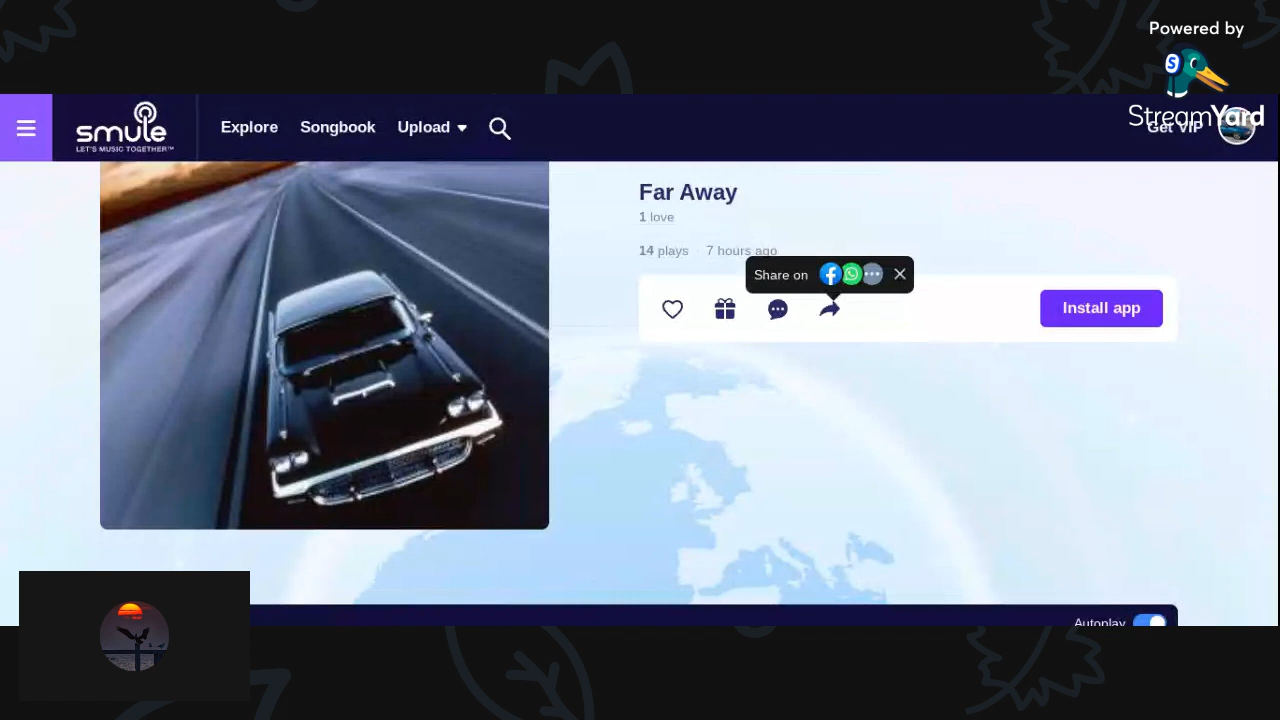 Powered by
StreamYard
smule
LET'S MUSIC TOGETHER™
Explore
Songbook
Upload
Get VIP
Far Away
1 love
14 plays · 7 hours ago
Share on
Install app
Autoplay